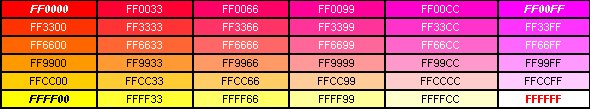 FF0000 FF0033 FF0066 FF0099 FF00CC FF00FF
FF3300 FF3333 FF3366 FF3399 FF33CC FF33FF
FF6600 FF6633 FF6666 FF6699 FF66CC FF66FF
FF9900 FF9933 FF9966 FF9999 FF99CC FF99FF
FFCC00 FFCC33 FFCC66 FFCC99 FFCCCC FFCCFF
FFFF00 FFFF33 FFFF66 FFFF99 FFFFCC FFFFFF